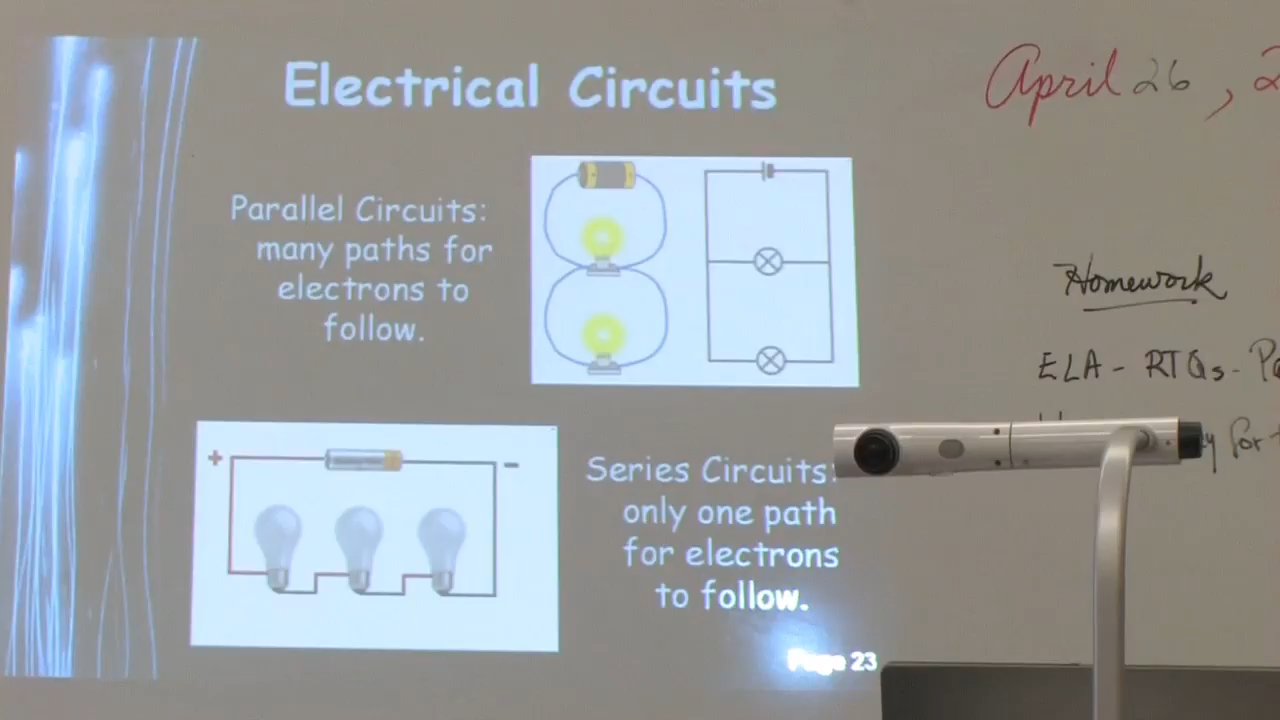 Electrical Circuits
Parallel Circuits:
many paths for
electrons to
follow.
+
-
Series Circuits:
only one path
for electrons
to follow.
Page 23
April 26, 2
Homework
ELA - RTQs -
for